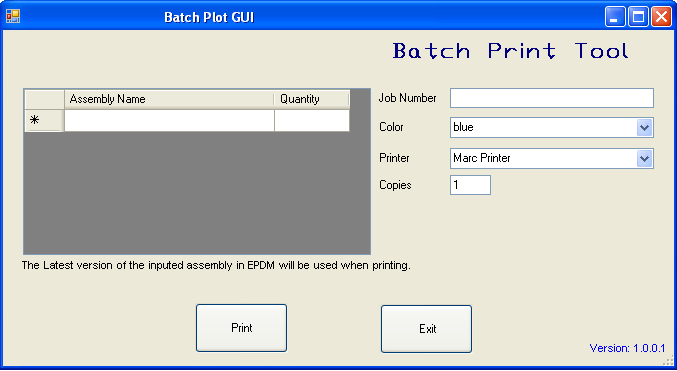 Batch Plot GUI
Batch Print Tool
Assembly Name Quantity
*
Job Number
Color blue
Printer Marc Printer
Copies 1
The Latest version of the inputed assembly in EPDM will be used when printing.
Print Exit
Version: 1.0.0.1